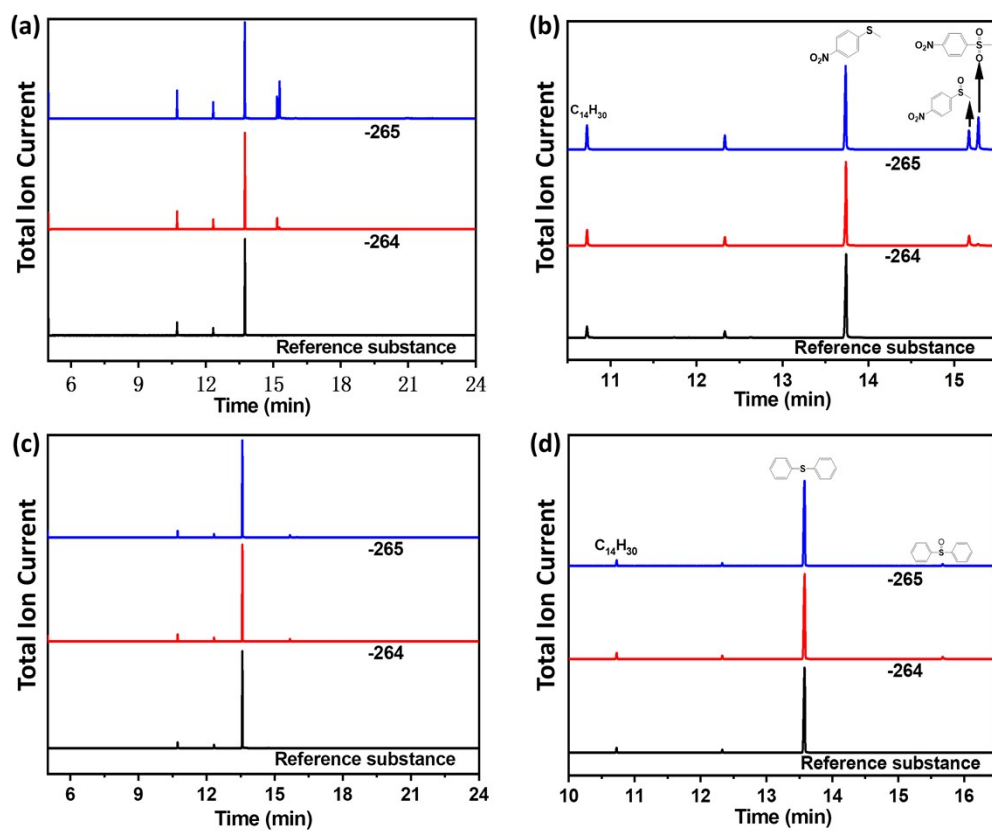 (a)
Total Ion Current
-265
-264
Reference substance
6 9 12 15 18 21 24
Time (min)
(b)
Total Ion Current
C14H30
O2N
S
O2N
S
O
O
O2N
S
O
-265
-264
Reference substance
11 12 13 14 15
Time (min)
(c)
Total Ion Current
-265
-264
Reference substance
6 9 12 15 18 21 24
Time (min)
(d)
Total Ion Current
C14H30
S
O
S
-265
-264
Reference substance
10 11 12 13 14 15 16
Time (min)